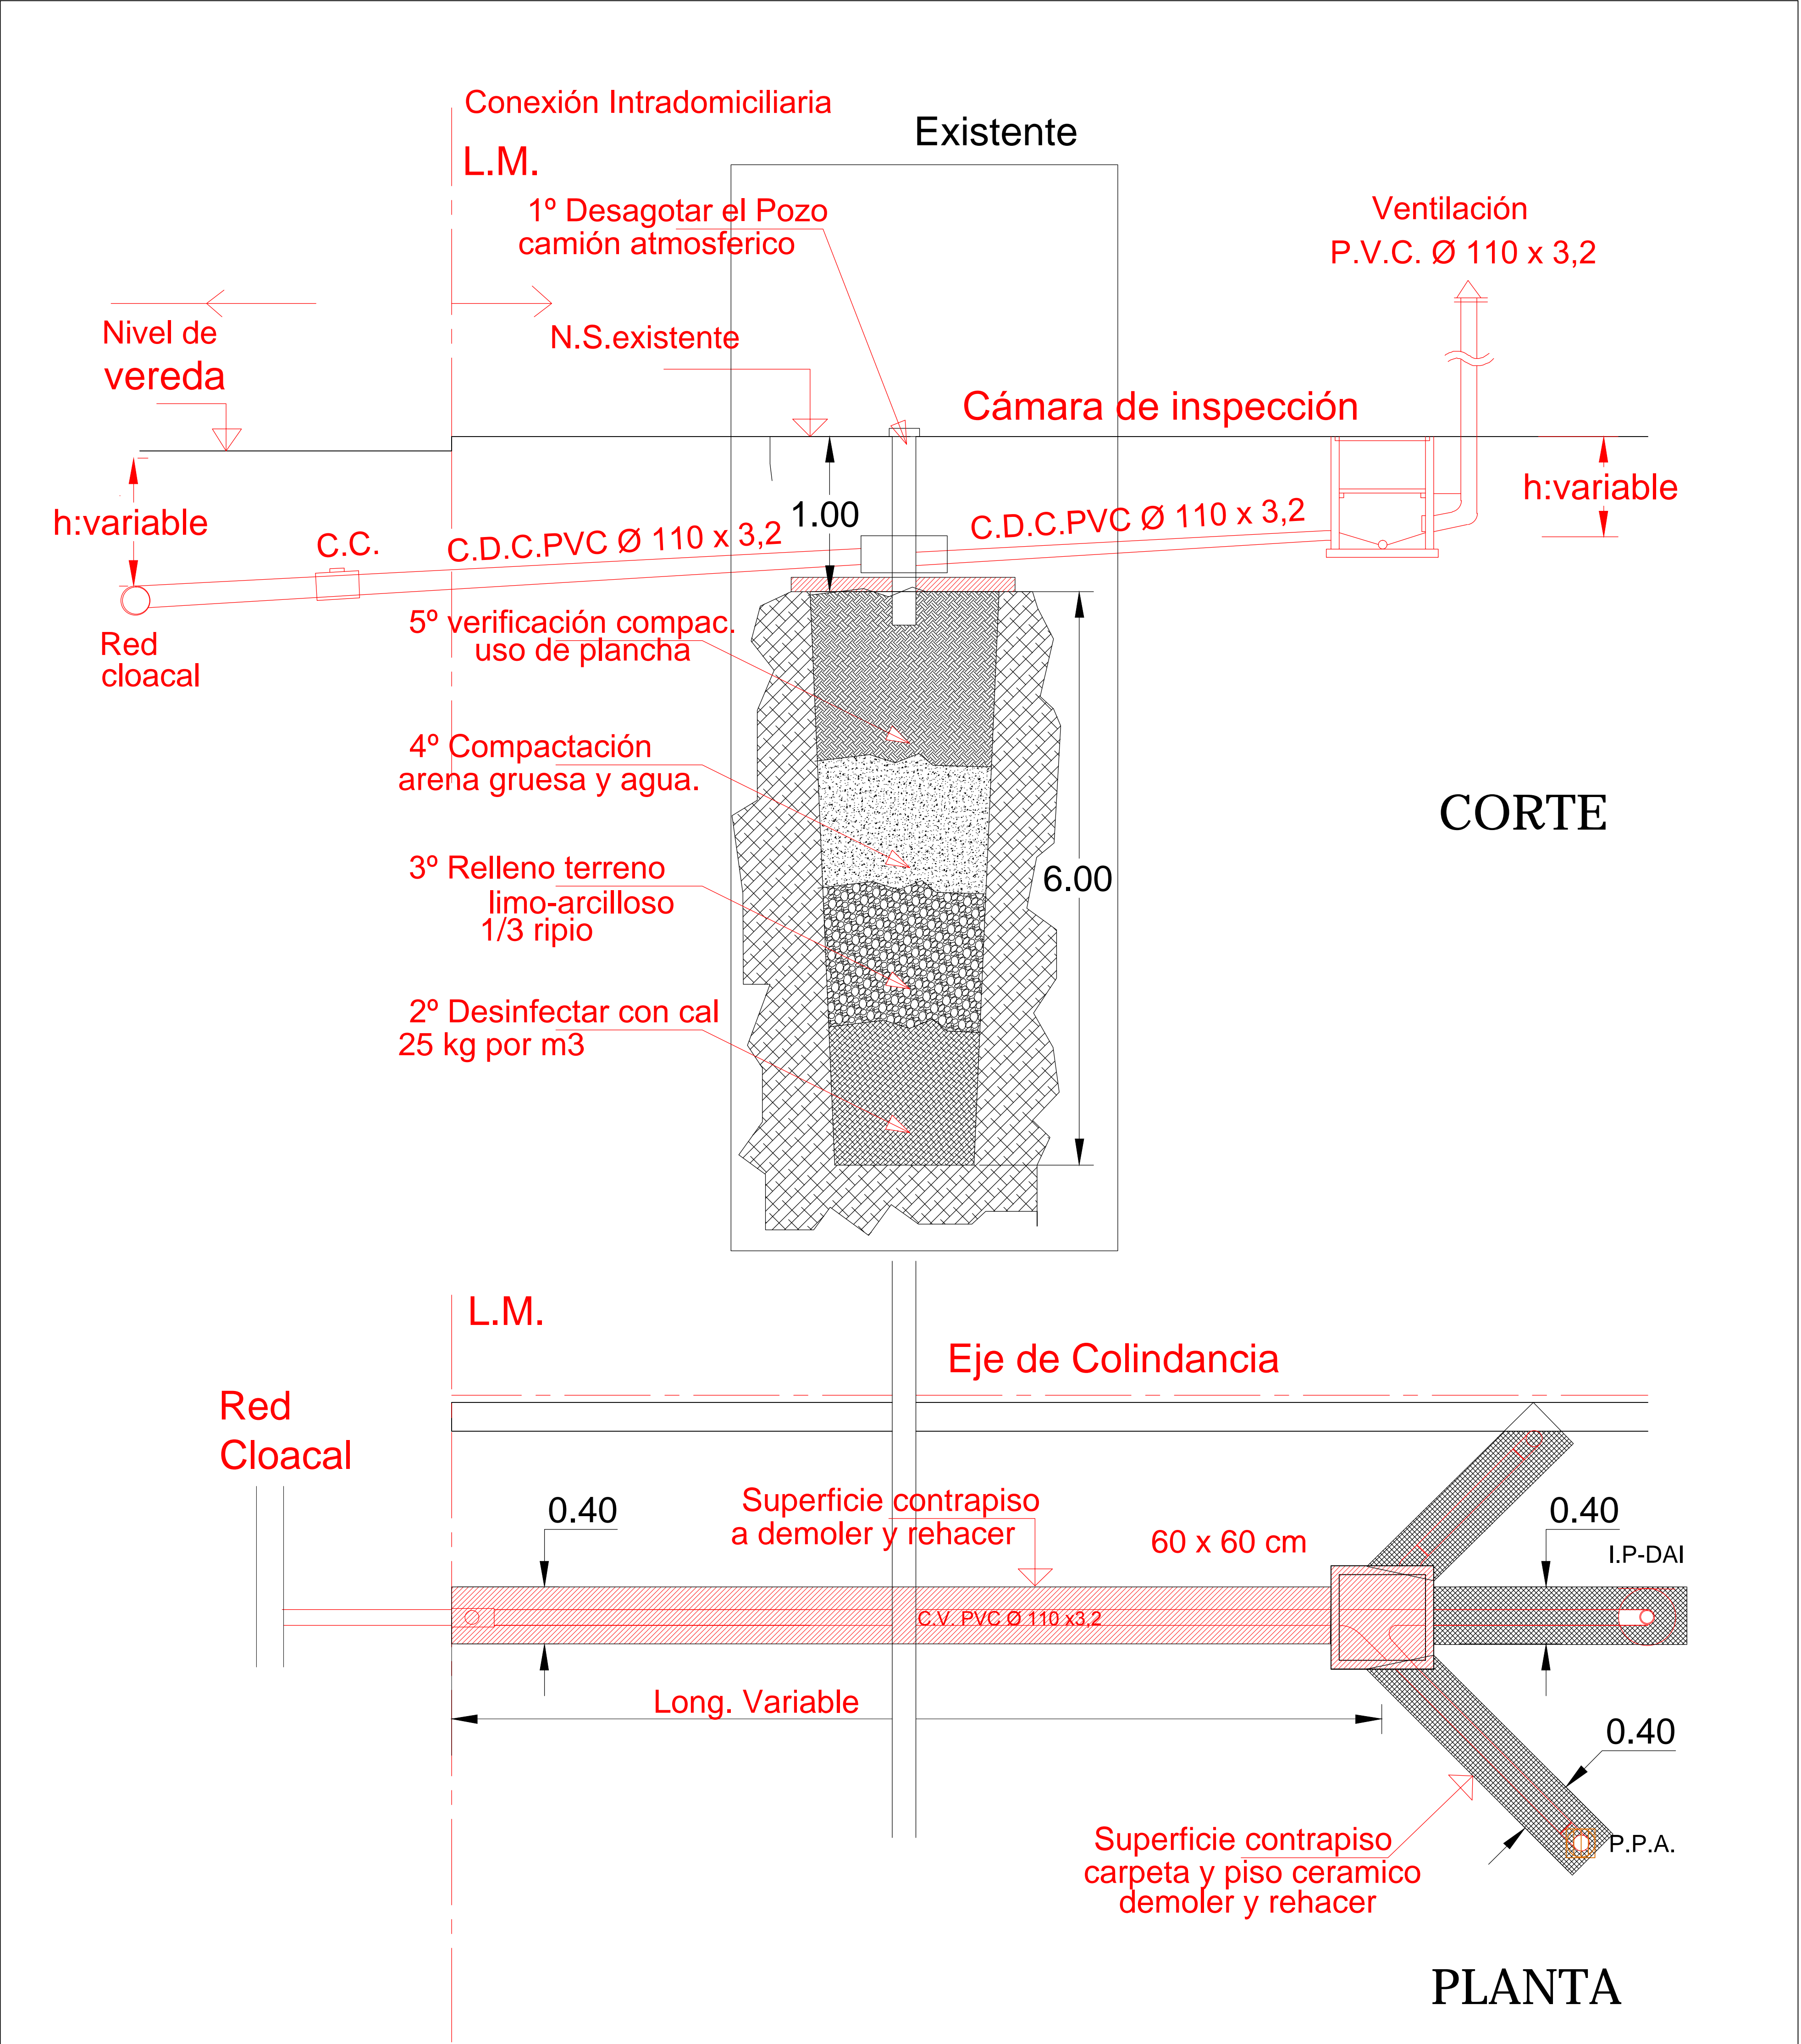 Conexión Intradomiciliaria
L.M.
Existente
1º Desagotar el Pozo
camión atmosferico
Ventilación
P.V.C. Ø 110 x 3,2
Nivel de
vereda
N.S.existente
Cámara de inspección
h:variable
h:variable
1.00
C.C.
C.D.C.PVC Ø 110 x 3,2
C.D.C.PVC Ø 110 x 3,2
Red
cloacal
5º verificación compac.
uso de plancha
4º Compactación
arena gruesa y agua.
CORTE
3º Relleno terreno
limo-arcilloso
1/3 ripio
6.00
2º Desinfectar con cal
25 kg por m3
L.M.
Eje de Colindancia
Red
Cloacal
0.40
Superficie contrapiso
a demoler y rehacer
60 x 60 cm
0.40
I.P-DAI
C.V. PVC Ø 110 x3,2
Long. Variable
0.40
Superficie contrapiso
carpeta y piso ceramico
demoler y rehacer
P.P.A.
PLANTA